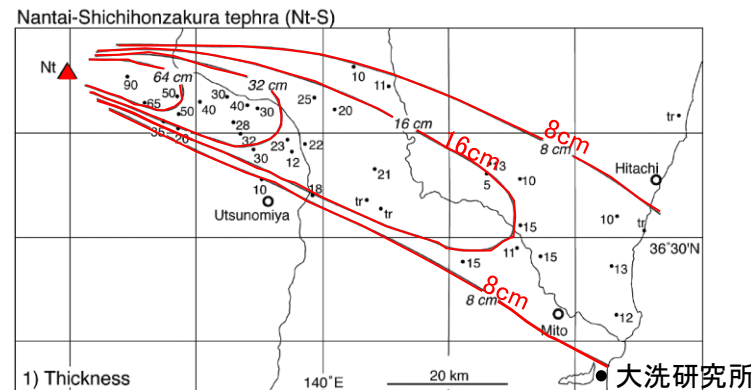 Nantai-Shichihonzakura tephra (Nt-S)
Nt
90
64 cm
50
65
50
30
40
40
30
32 cm
25
10
11
20
16 cm
8cm
8 cm
tr
35
20
28
32
30
23
12
22
16cm
13
5
10
Hitachi
10
Utsunomiya
18
21
tr
tr
10
tr
15
11
15
15
36°30'N
13
8cm
8 cm
12
Mito
1) Thickness
140°E
20 km
大洗研究所